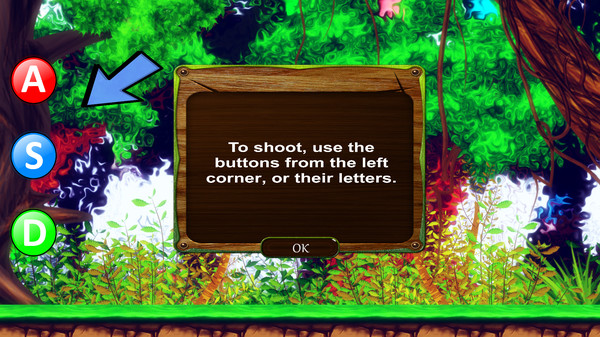 A
S
D
To shoot, use the
buttons from the left
corner, or their letters.
OK